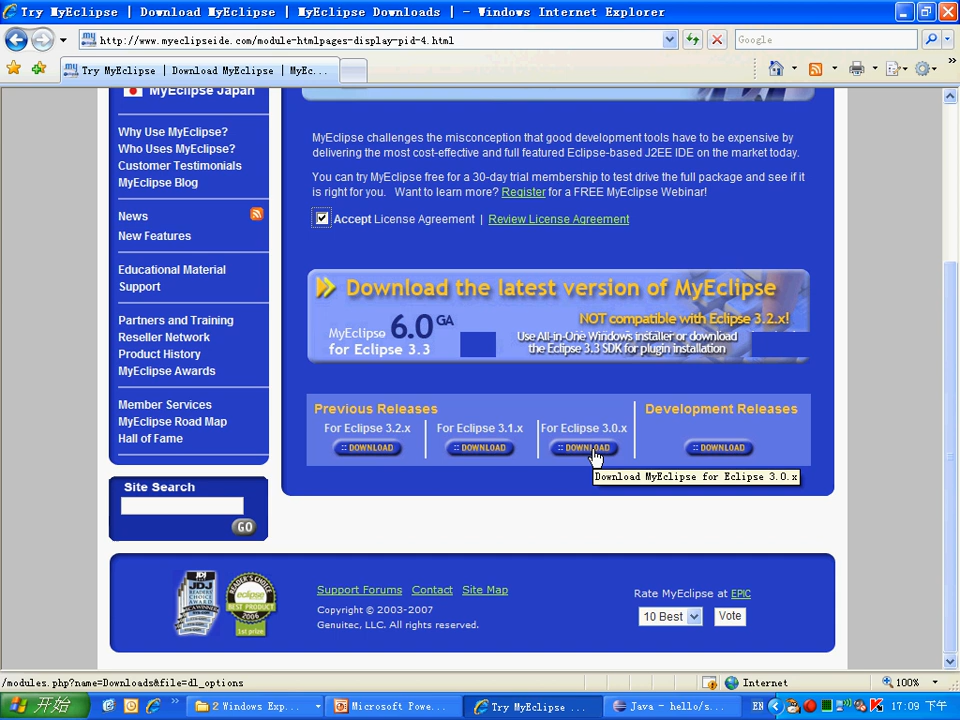 Try MyEclipse | Download MyEclipse | MyEclipse Downloads | - Windows Internet Explorer
http://www.myeclipseide.com/module-htmlpages-display-pid-4.html
Google
Try MyEclipse | Download MyEclipse | MyEc...
MyEclipse Japan
Why Use MyEclipse?
Who Uses MyEclipse?
Customer Testimonials
MyEclipse Blog
News
New Features
Educational Material
Support
Partners and Training
Reseller Network
Product History
MyEclipse Awards
Member Services
MyEclipse Road Map
Hall of Fame
Site Search
GO
MyEclipse challenges the misconception that good development tools have to be expensive by
delivering the most cost-effective and full featured Eclipse-based J2EE IDE on the market today.
You can try MyEclipse free for a 30-day trial membership to test drive the full package and see if it
is right for you. Want to learn more? Register for a FREE MyEclipse Webinar!
Accept License Agreement | Review License Agreement
Download the latest version of MyEclipse
MyEclipse 6.0 GA
for Eclipse 3.3
NOT compatible with Eclipse 3.2.x!
Use All-in-One Windows installer or download
the Eclipse 3.3 SDK for plugin installation
Previous Releases
For Eclipse 3.2.x
:: DOWNLOAD
For Eclipse 3.1.x
:: DOWNLOAD
For Eclipse 3.0.x
:: DOWNLOAD
Development Releases
:: DOWNLOAD
Download MyEclipse for Eclipse 3.0.x
JDJ
READERS'
CHOICE
AWARD
READER'S
CHOICE
eclipse
BEST PRODUCT
2006
1st prize
Support Forums Contact Site Map
Copyright © 2003-2007
Genuitec, LLC. All rights reserved.
Rate MyEclipse at EPIC
10 Best
Vote
/modules.php?name=Downloads&file=dl_options
Internet
100%
开始
2 Windows Exp...
Microsoft Powe...
Try MyEclipse ...
Java - hello/s...
EN
17:09 下午